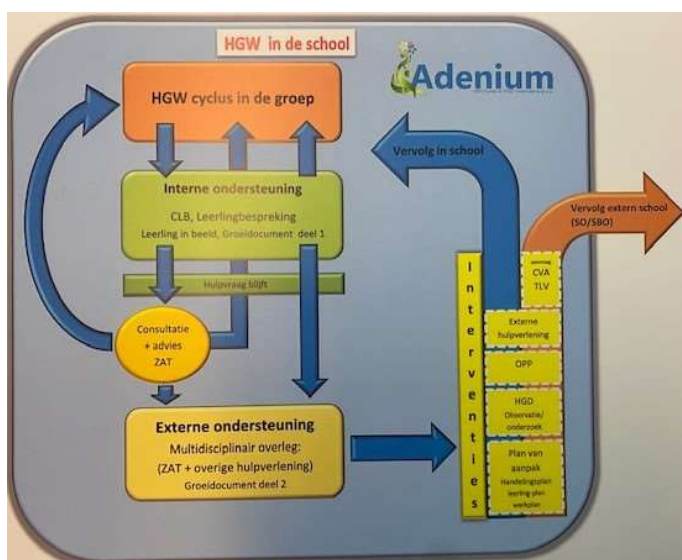 HGW in de school
Adenium
HGW cyclus in de groep
Vervolg in school
Interne ondersteuning
CLB, Leerlingbespreking
Leerling in beeld, Groeidocument deel 1
Vervolg extern school
(SO/SBO)
Hulpvraag blijft
CVA
TLV
Consultatie
+ advies
ZAT
Externe
hulpverlening
OPP
Externe ondersteuning
Multidisciplinair overleg:
(ZAT + overige hulpverlening)
Groeidocument deel 2
Interventies
HGD
Observatie/
onderzoek
Plan van
aanpak
Handelingsplan
leerling-plan
werkplan